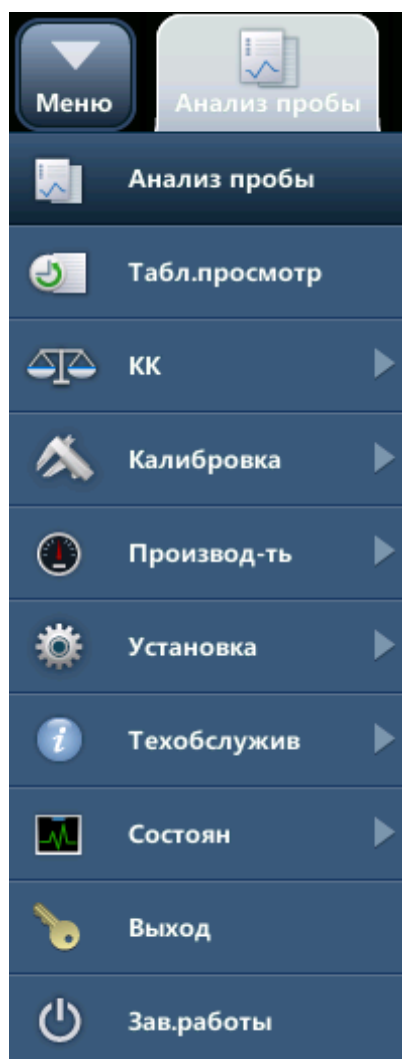 Меню
Анализ пробы
Анализ пробы
Табл.просмотр
КК
Калибровка
Производ-ть
Установка
Техобслужив
Состоян
Выход
Зав.работы